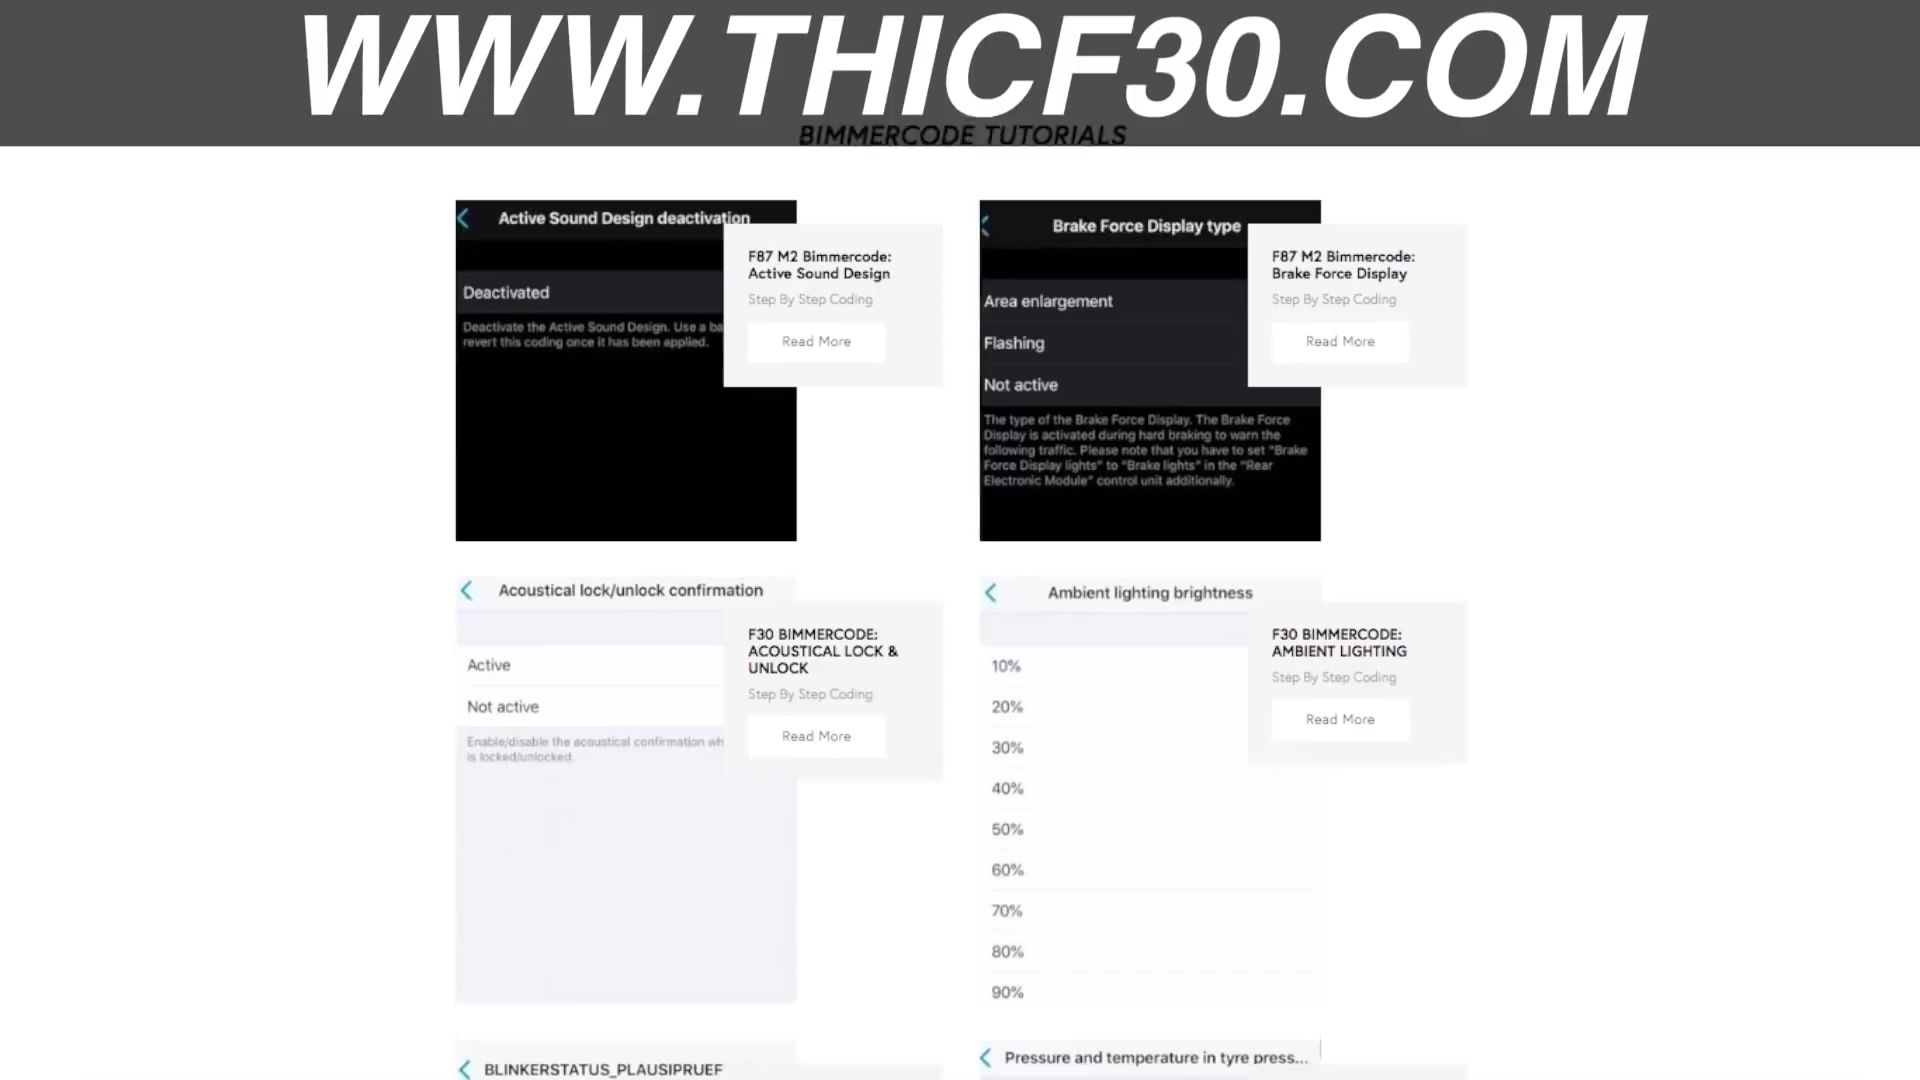 WWW.THICF30.COM
BIMMERCODE TUTORIALS
Active Sound Design deactivation
Deactivated
Deactivate the Active Sound Design. Use a ba
revert this coding once it has been applied.
F87 M2 Bimmercode:
Active Sound Design
Step By Step Coding
Read More
Brake Force Display type
Area enlargement
Flashing
Not active
The type of the Brake Force Display. The Brake Force
Display is activated during hard braking to warn the
following traffic. Please note that you have to set "Brake
Force Display lights" to "Brake lights" in the "Rear
Electronic Module" control unit additionally.
F87 M2 Bimmercode:
Brake Force Display
Step By Step Coding
Read More
Acoustical lock/unlock confirmation
Active
Not active
Enable/disable the acoustical confirmation wh
is locked/unlocked.
F30 BIMMERCODE:
ACOUSTICAL LOCK &
UNLOCK
Step By Step Coding
Read More
Ambient lighting brightness
10%
20%
30%
40%
50%
60%
70%
80%
90%
F30 BIMMERCODE:
AMBIENT LIGHTING
Step By Step Coding
Read More
BLINKERSTATUS_PLAUSIPRUEF
Pressure and temperature in tyre press...